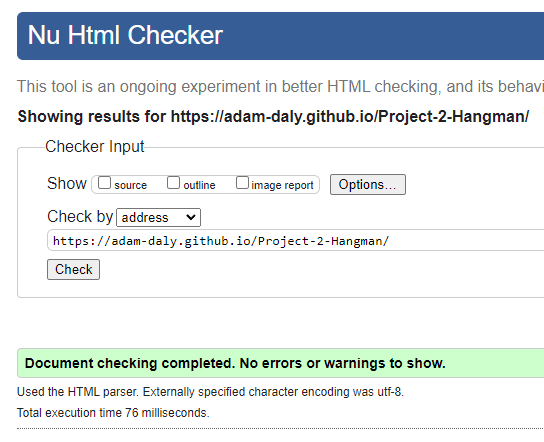 Nu Html Checker
This tool is an ongoing experiment in better HTML checking, and its behavi
Showing results for https://adam-daly.github.io/Project-2-Hangman/
Checker Input
Show source outline image report Options...
Check by address
https://adam-daly.github.io/Project-2-Hangman/
Check
Document checking completed. No errors or warnings to show.
Used the HTML parser. Externally specified character encoding was utf-8.
Total execution time 76 milliseconds.